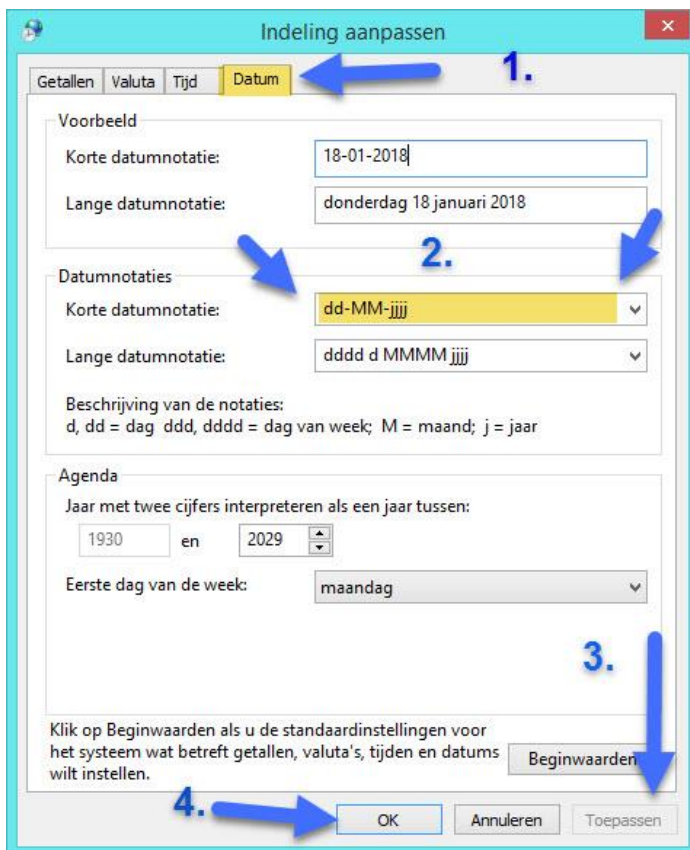 Indeling aanpassen
Getallen Valuta Tijd Datum
1.
Voorbeeld
Korte datumnotatie: 18-01-2018
Lange datumnotatie: donderdag 18 januari 2018
2.
Datumnotaties
Korte datumnotatie: dd-MM-jjjj
Lange datumnotatie: dddd d MMMM jjjj
Beschrijving van de notaties:
d, dd = dag ddd, dddd = dag van week; M = maand; j = jaar
Agenda
Jaar met twee cijfers interpreteren als een jaar tussen:
1930 en 2029
Eerste dag van de week: maandag
3.
Klik op Beginwaarden als u de standaardinstellingen voor
het systeem wat betreft getallen, valuta's, tijden en datums
wilt instellen.
Beginwaarden
4.
OK Annuleren Toepassen